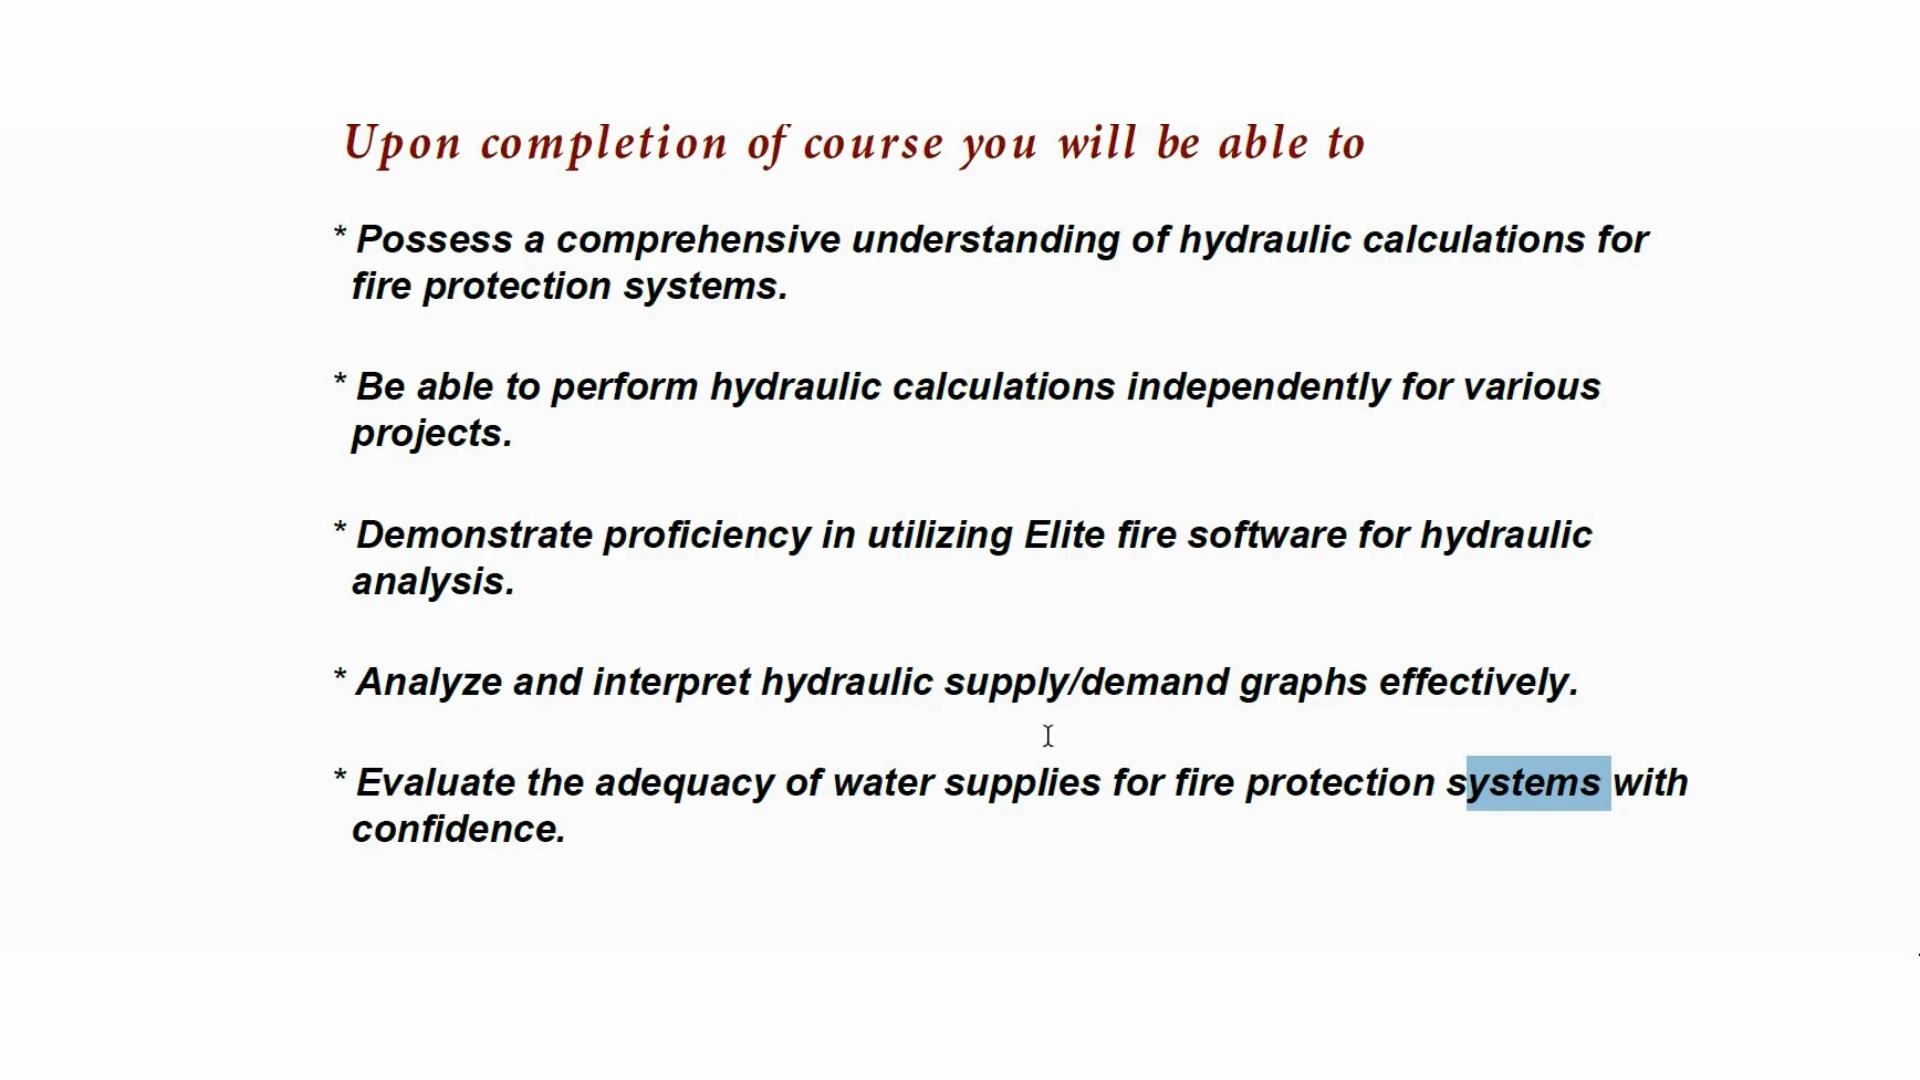 Upon completion of course you will be able to
* Possess a comprehensive understanding of hydraulic calculations for
fire protection systems.
* Be able to perform hydraulic calculations independently for various
projects.
* Demonstrate proficiency in utilizing Elite fire software for hydraulic
analysis.
* Analyze and interpret hydraulic supply/demand graphs effectively.
* Evaluate the adequacy of water supplies for fire protection systems with
confidence.